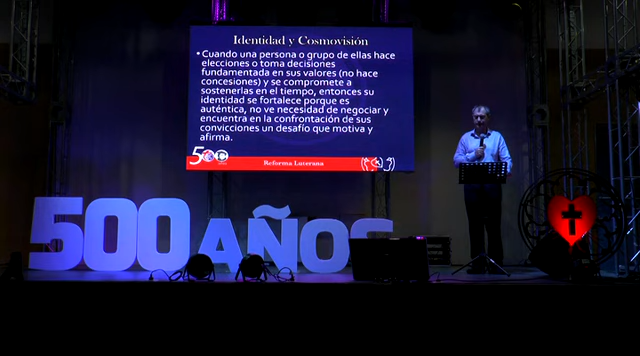 Identidad y Cosmovisión
• Cuando una persona o grupo de ellas hace
elecciones o toma decisiones
fundamentada en sus valores (no hace
concesiones) y se compromete a
sostenerlas en el tiempo, entonces su
identidad se fortalece porque es
auténtica, no ve necesidad de negociar y
encuentra en la confrontación de sus
convicciones un desafío que motiva y
afirma.
500
Reforma Luterana
500 AÑOS